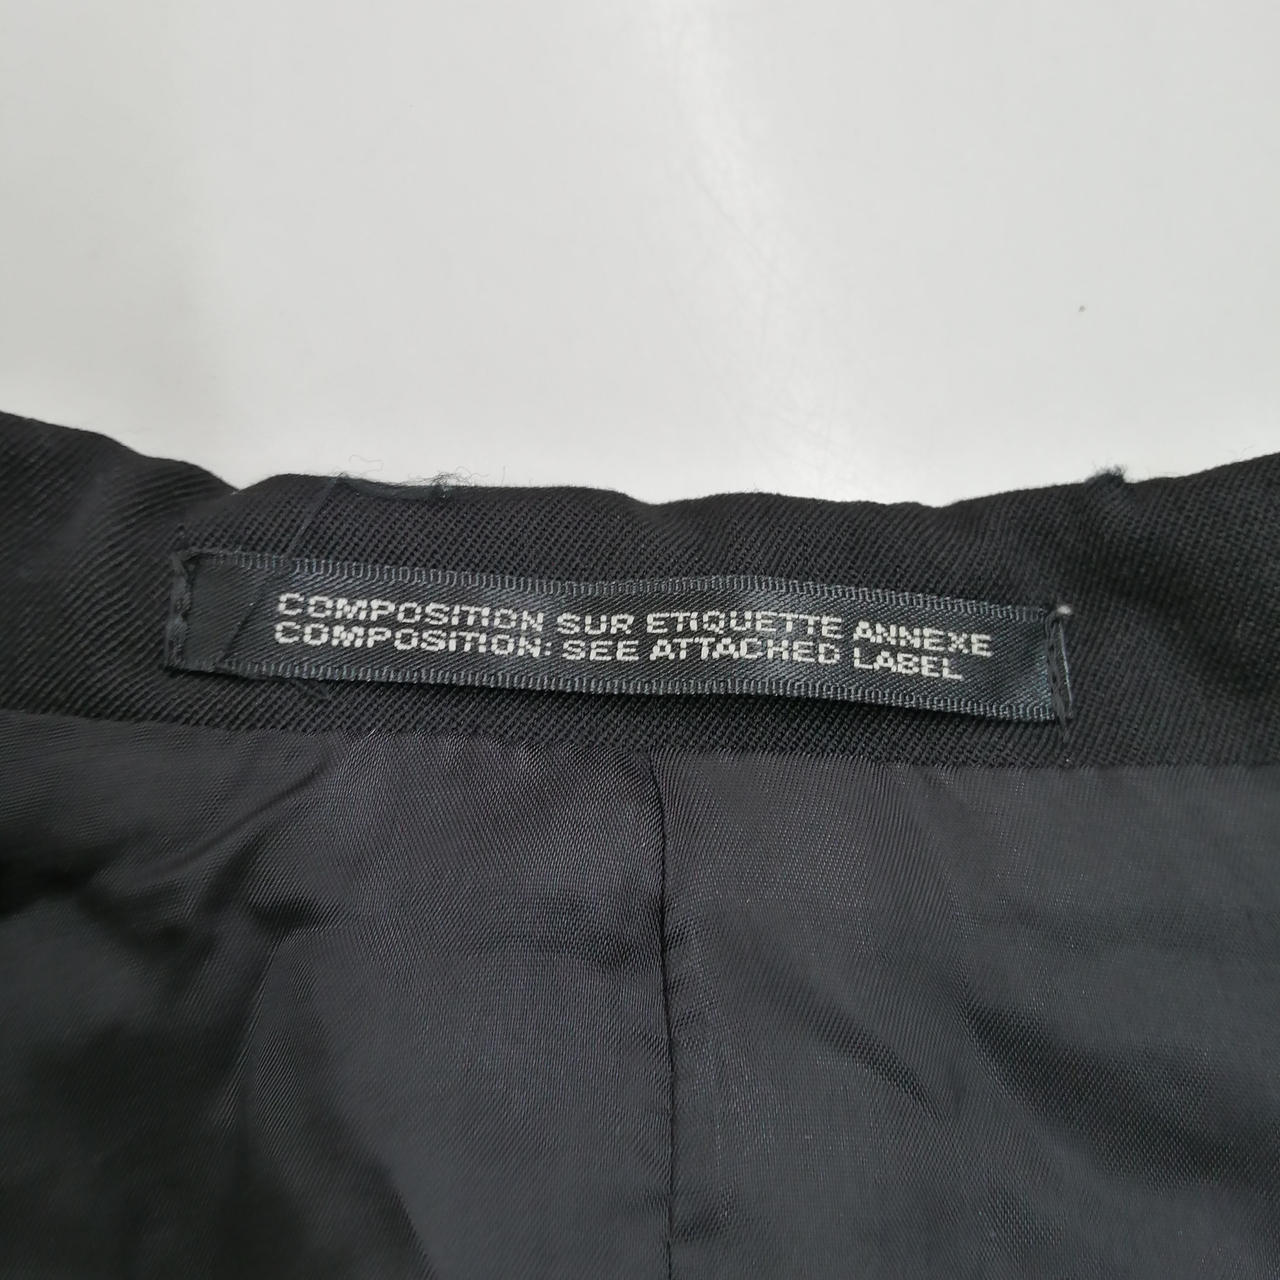 COMPOSITION SUR ETIQUETTE ANNEXE
COMPOSITION: SEE ATTACHED LABEL